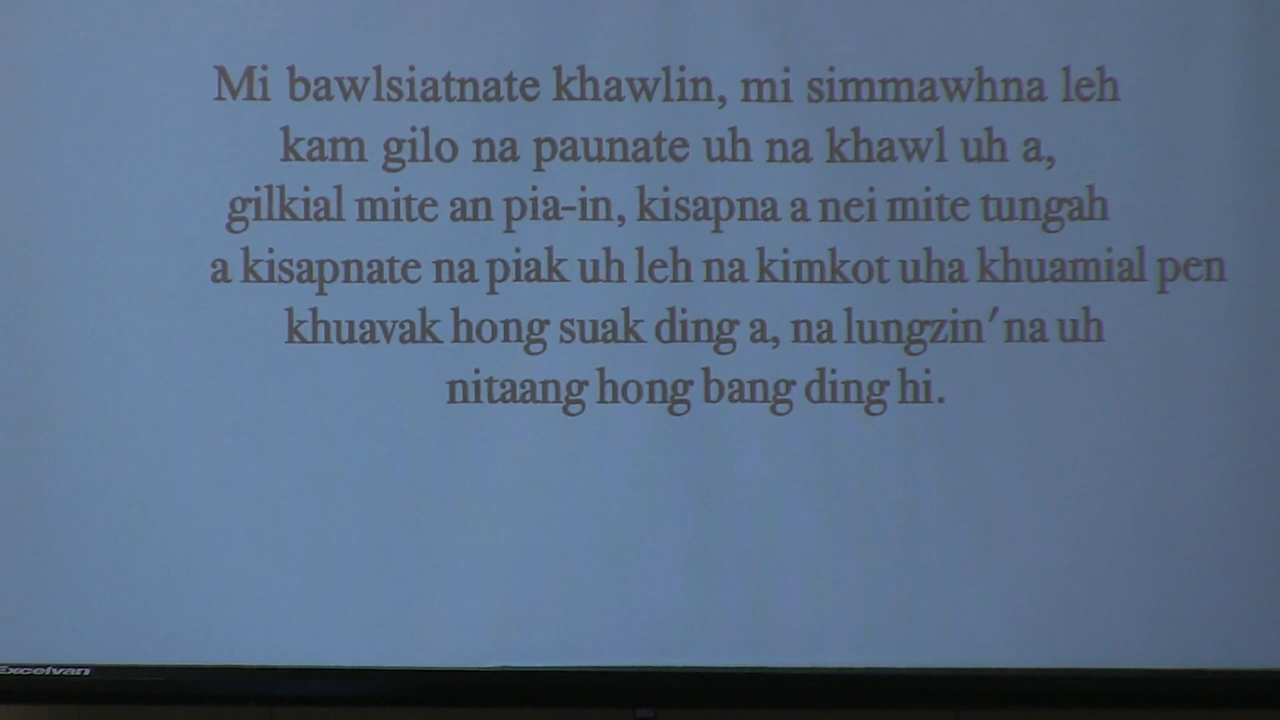 Mi bawlsiatnate khawlin, mi simmawhna leh
kam gilo na paunate uh na khawl uh a,
gilkial mite an pia-in, kisapna a nei mite tungah
a kisapnate na piak uh leh na kimkot uha khuamial pen
khuavak hong suak ding a, na lungzin′na uh
nitaang hong bang ding hi.
Excelvan